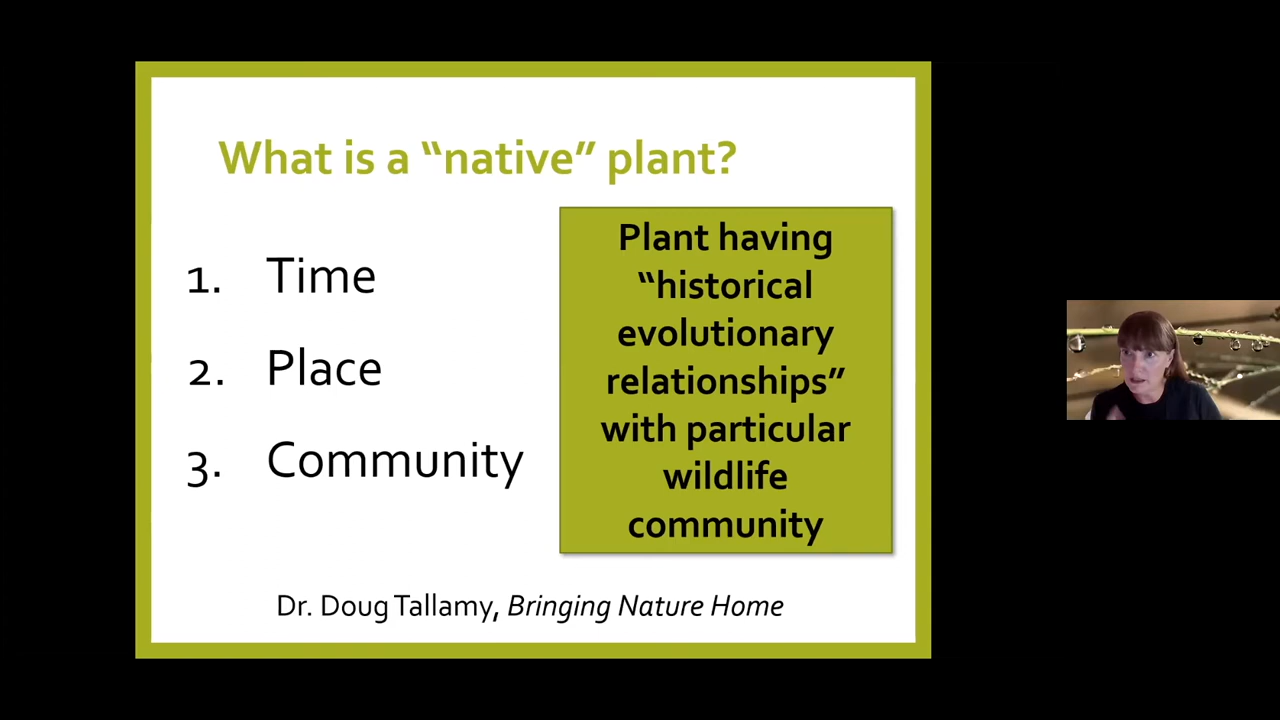 What is a “native” plant?
1. Time
2. Place
3. Community
Plant having
“historical
evolutionary
relationships”
with particular
wildlife
community
Dr. Doug Tallamy, Bringing Nature Home